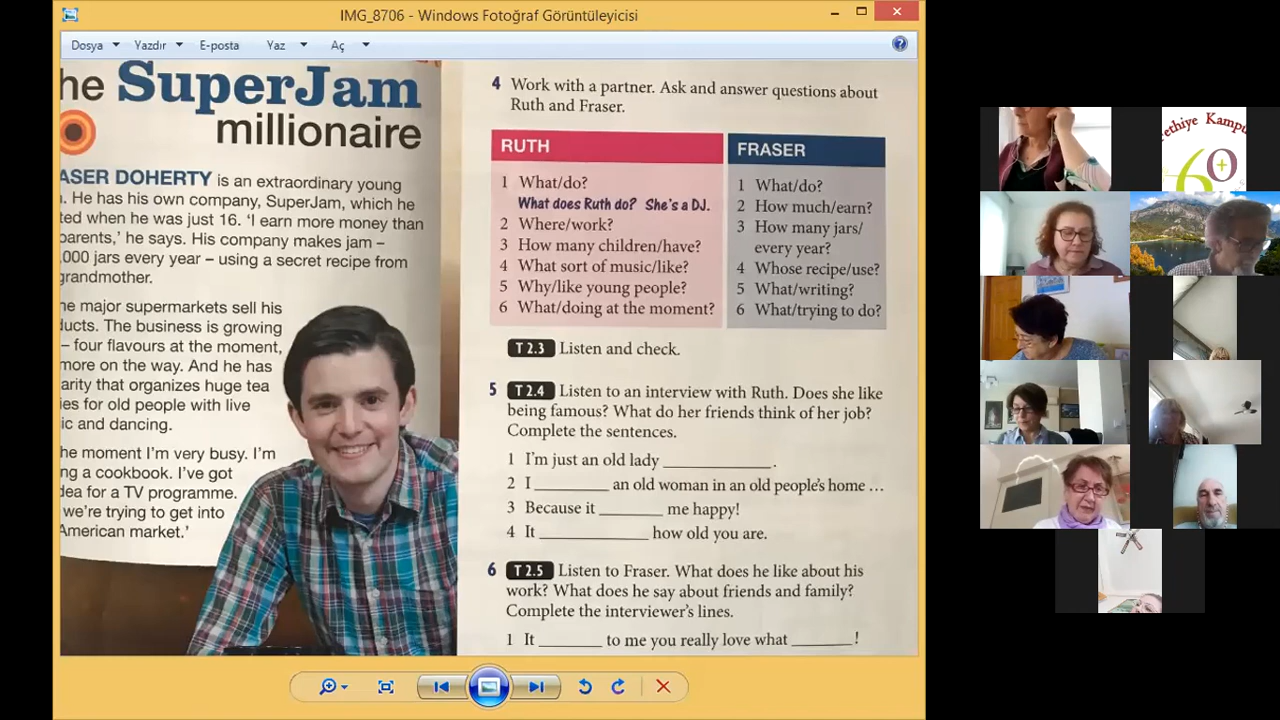 IMG_8706 - Windows Fotoğraf Görüntüleyicisi
Dosya Yazdır E-posta Yaz Aç
he SuperJam
millionaire
ASER DOHERTY is an extraordinary young
. He has his own company, SuperJam, which he
ted when he was just 16. ‘I earn more money than
parents,’ he says. His company makes jam –
,000 jars every year – using a secret recipe from
grandmother.
ne major supermarkets sell his
ducts. The business is growing
– four flavours at the moment,
more on the way. And he has
arity that organizes huge tea
ies for old people with live
ic and dancing.
he moment I’m very busy. I’m
ng a cookbook. I’ve got
dea for a TV programme.
we’re trying to get into
American market.’
4 Work with a partner. Ask and answer questions about
Ruth and Fraser.
RUTH
1 What/do?
What does Ruth do? She’s a DJ.
2 Where/work?
3 How many children/have?
4 What sort of music/like?
5 Why/like young people?
6 What/doing at the moment?
FRASER
1 What/do?
2 How much/earn?
3 How many jars/
every year?
4 Whose recipe/use?
5 What/writing?
6 What/trying to do?
T 2.3 Listen and check.
5 T 2.4 Listen to an interview with Ruth. Does she like
being famous? What do her friends think of her job?
Complete the sentences.
1 I’m just an old lady ____________.
2 I ________ an old woman in an old people’s home …
3 Because it _______ me happy!
4 It ____________ how old you are.
6 T 2.5 Listen to Fraser. What does he like about his
work? What does he say about friends and family?
Complete the interviewer’s lines.
1 It _______ to me you really love what _______!
ethiye Kampu
60+